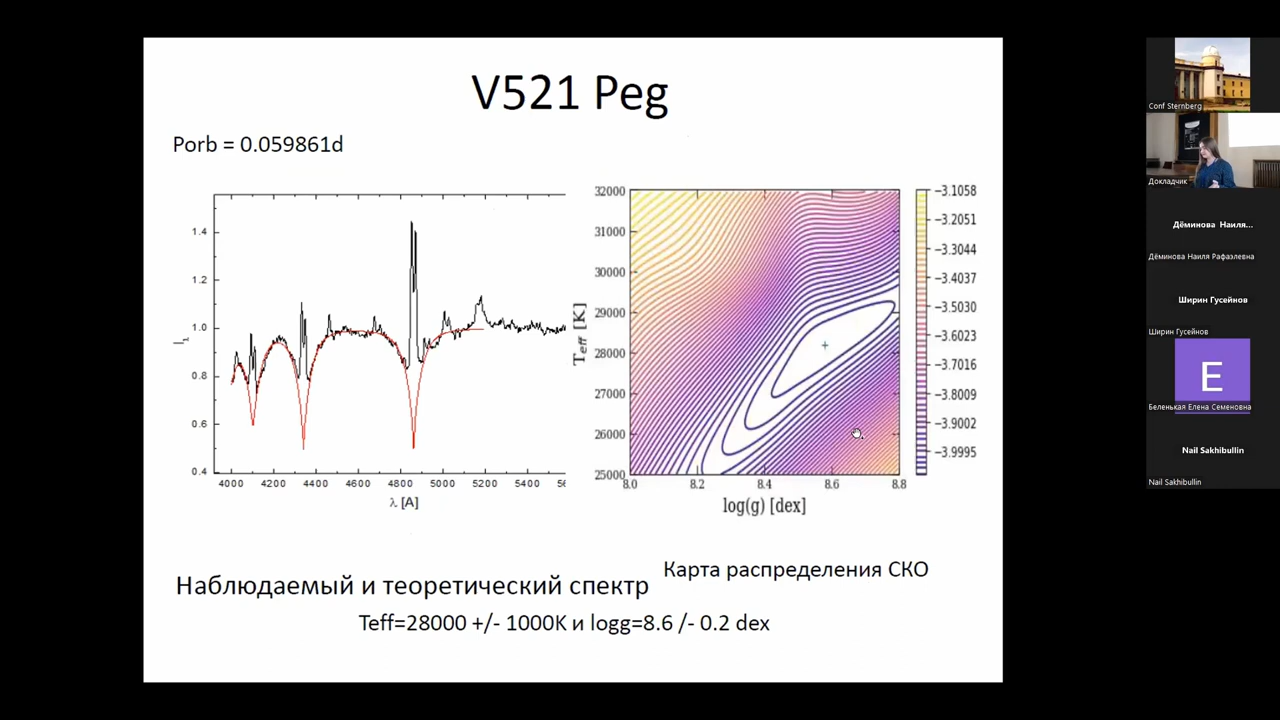 V521 Peg
Porb = 0.059861d
1.4
1.2
1.0
0.8
0.6
0.4
I λ
4000 4200 4400 4600 4800 5000 5200 5400 56
λ [A]
32000
31000
30000
29000
28000
27000
26000
25000
T eff [K]
8.0 8.2 8.4 8.6 8.8
log(g) [dex]
−3.1058
−3.2051
−3.3044
−3.4037
−3.5030
−3.6023
−3.7016
−3.8009
−3.9002
−3.9995
Наблюдаемый и теоретический спектр
Карта распределения СКО
Teff=28000 +/- 1000K и logg=8.6 /- 0.2 dex
Conf Sternberg
Докладчик
Дёминова Наиля...
Дёминова Наиля Рафаэлевна
Ширин Гусейнов
Ширин Гусейнов
E
Беленькая Елена Семеновна
Nail Sakhibullin
Nail Sakhibullin